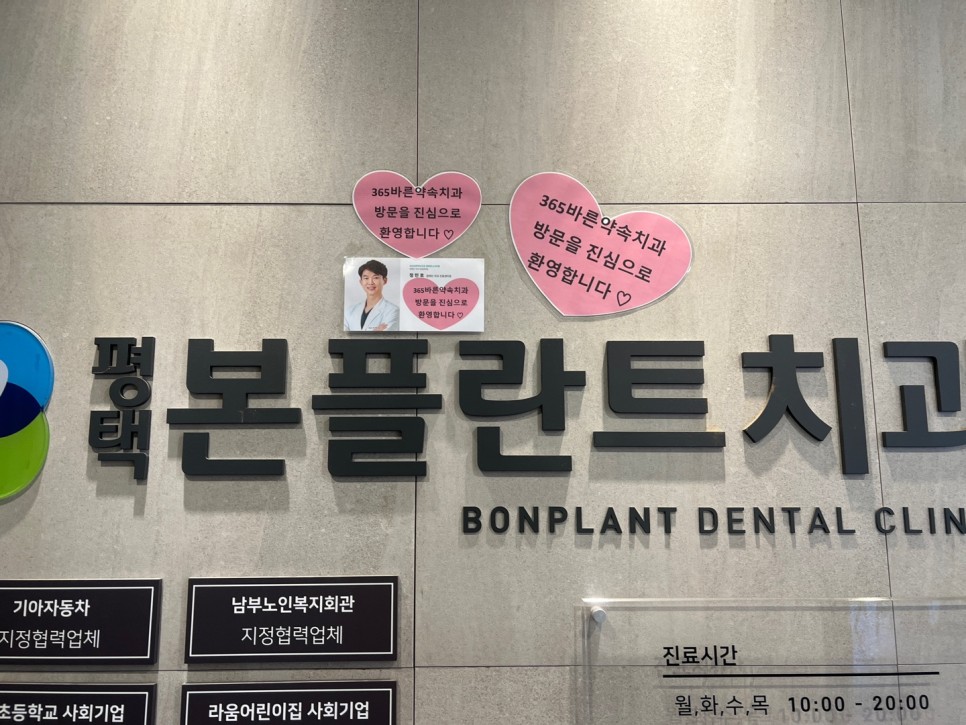 365바른약속치과
방문을 진심으로
환영합니다 ♡
365바른약속치과
방문을 진심으로
환영합니다 ♡
365바른약속치과
방문을 진심으로
환영합니다 ♡
평택
본플란트치과
BONPLANT DENTAL CLIN
기아자동차
지정협력업체
남부노인복지회관
지정협력업체
초등학교 사회기업
라움어린이집 사회기업
진료시간
월,화,수,목 10:00 - 20:00